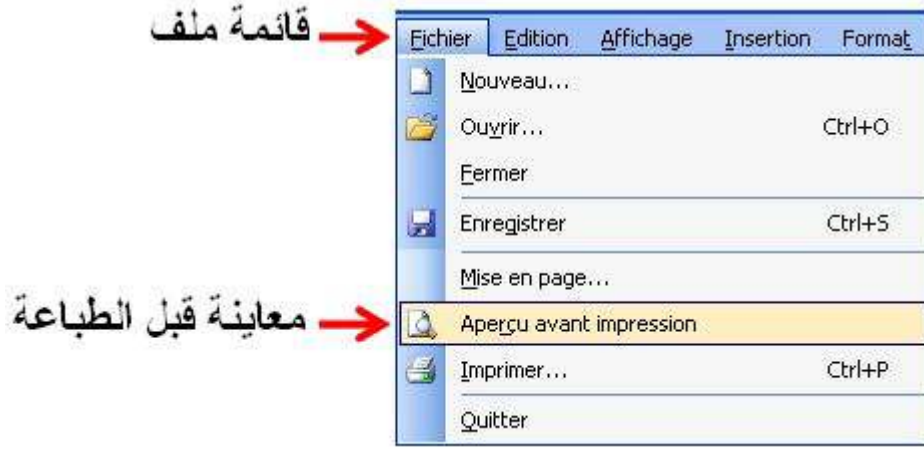 قائمة ملف
Fichier Edition Affichage Insertion Format
Nouveau...
Ouvrir... Ctrl+O
Fermer
Enregistrer Ctrl+S
Mise en page...
معاينة قبل الطباعة
Aperçu avant impression
Imprimer... Ctrl+P
Quitter